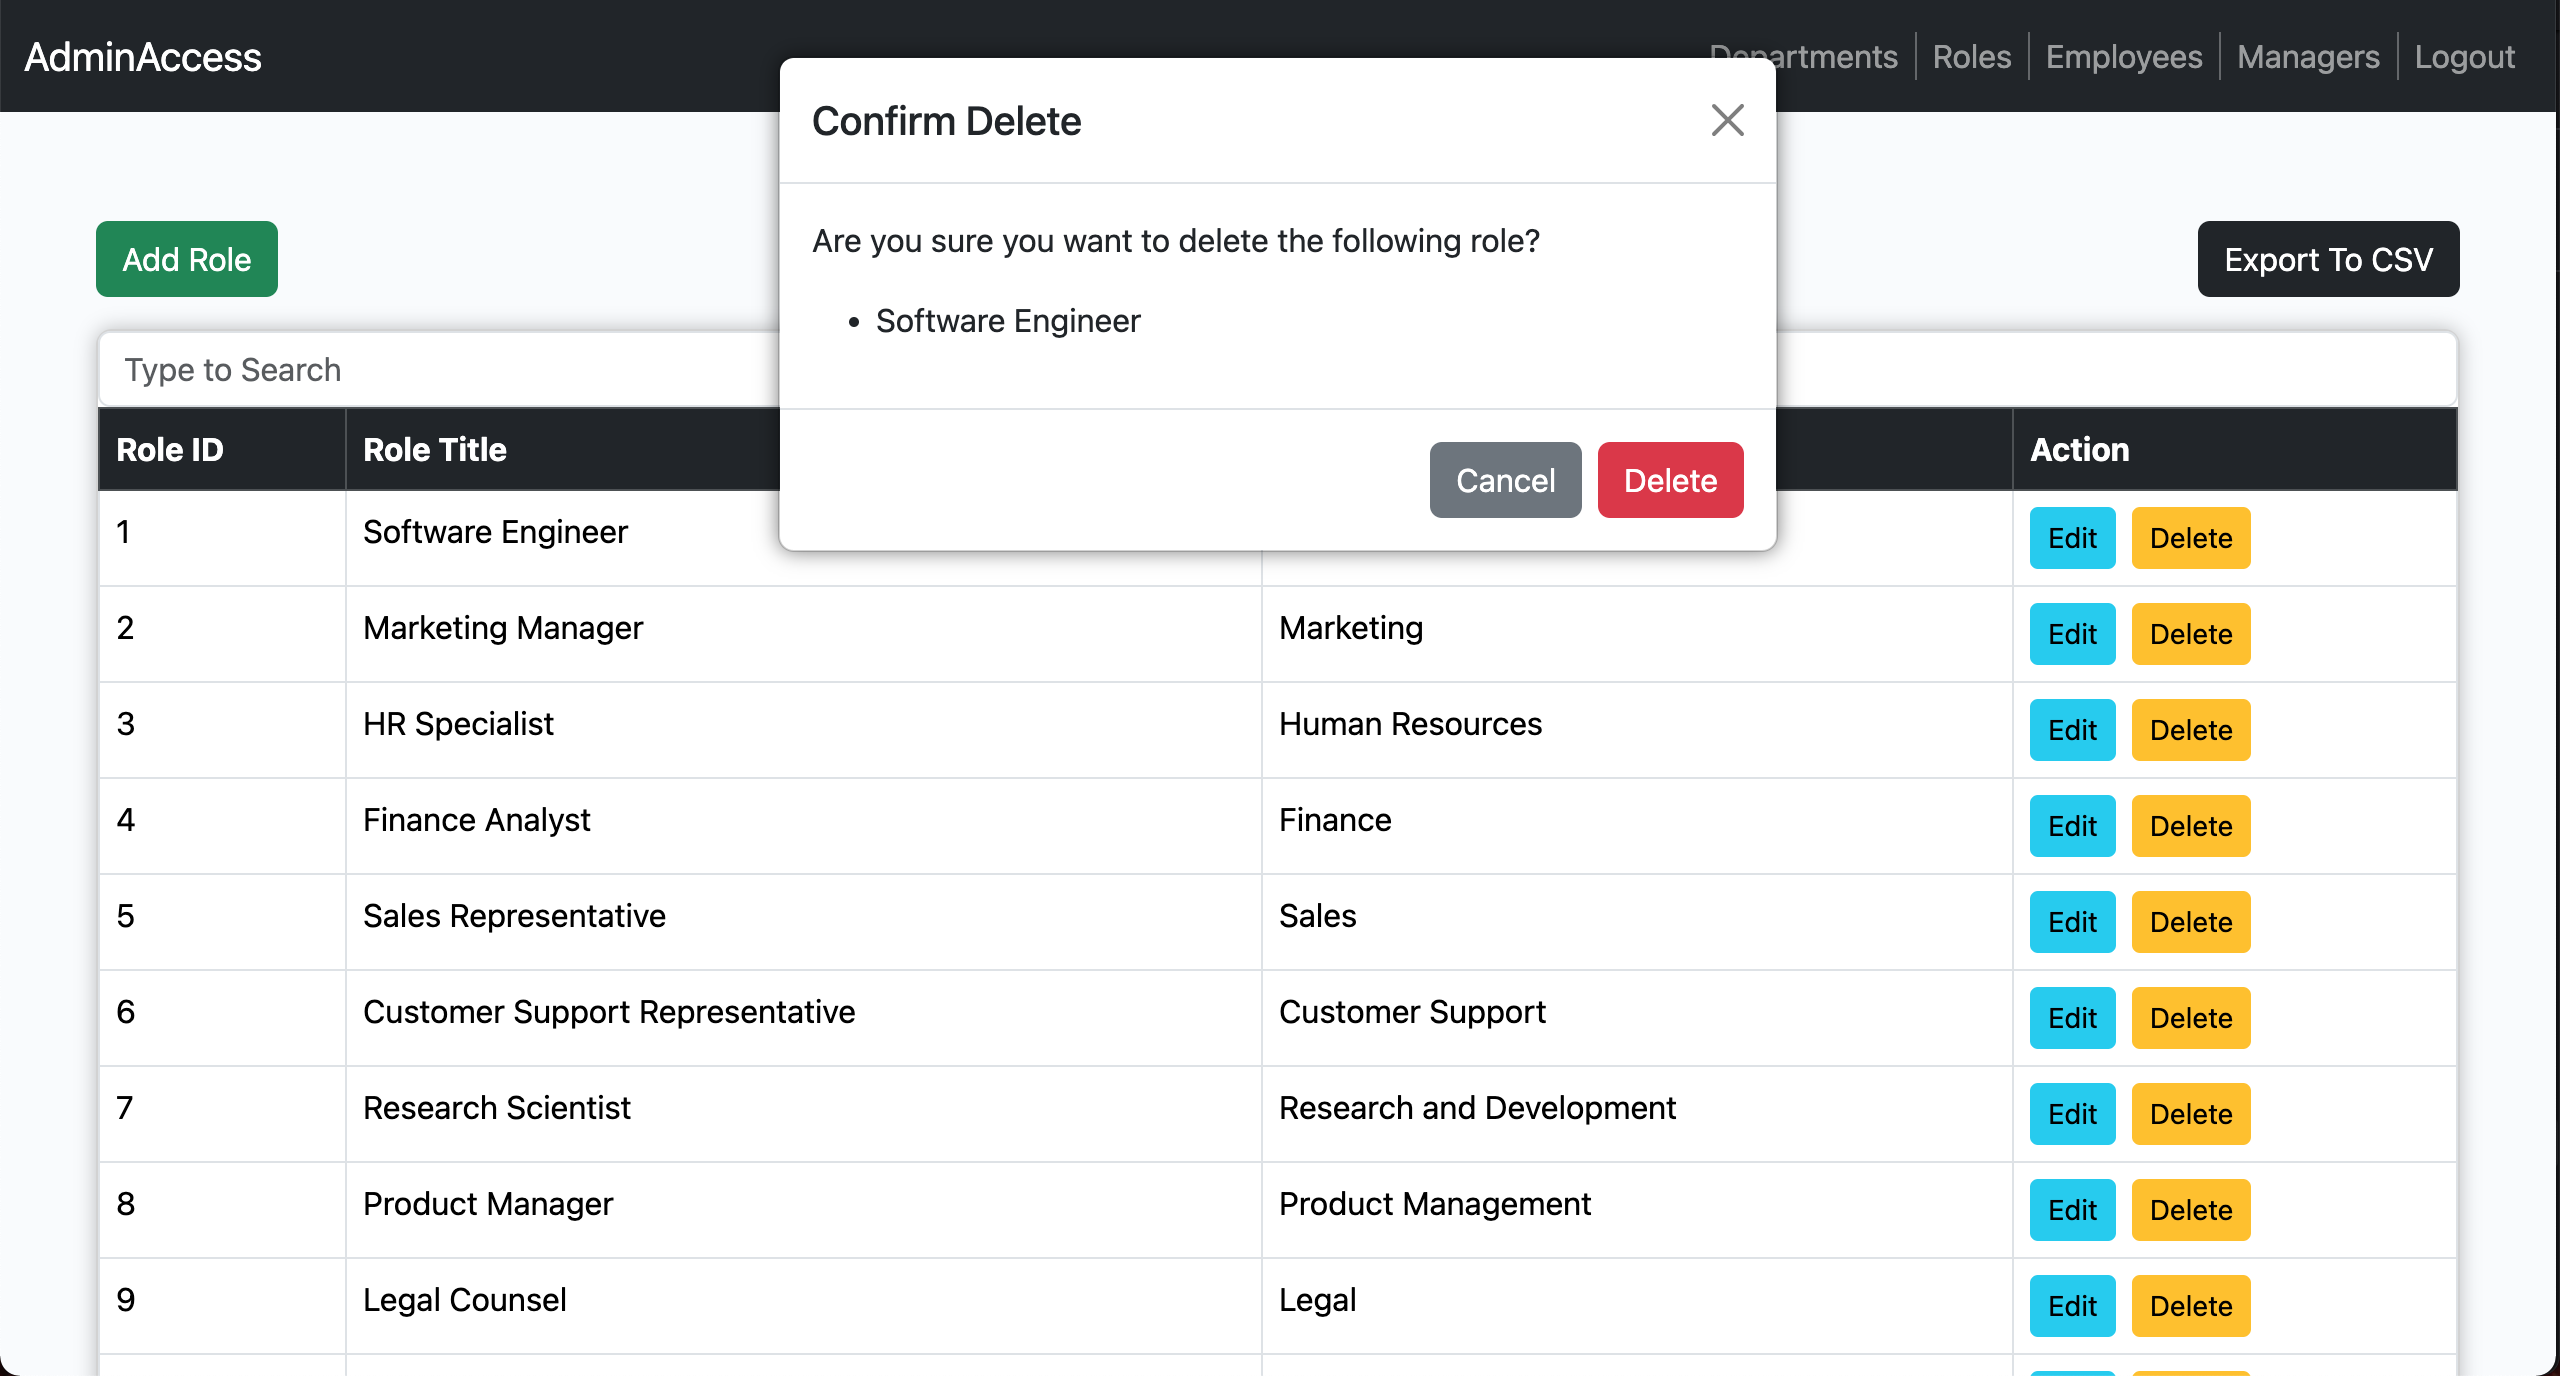 AdminAccess
Departments Roles Employees Managers Logout
Confirm Delete
Are you sure you want to delete the following role?
• Software Engineer
Cancel Delete
Add Role
Export To CSV
Type to Search
Role ID Role Title Action
1 Software Engineer Edit Delete
2 Marketing Manager Marketing Edit Delete
3 HR Specialist Human Resources Edit Delete
4 Finance Analyst Finance Edit Delete
5 Sales Representative Sales Edit Delete
6 Customer Support Representative Customer Support Edit Delete
7 Research Scientist Research and Development Edit Delete
8 Product Manager Product Management Edit Delete
9 Legal Counsel Legal Edit Delete